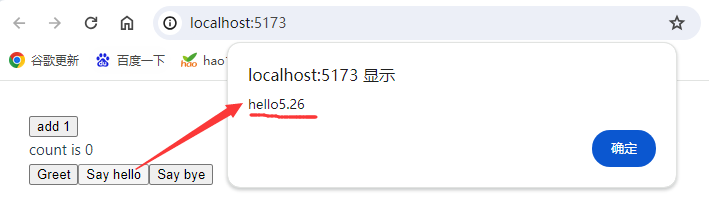 localhost:5173
谷歌更新 百度一下 hao
localhost:5173 显示
hello5.26
确定
add 1
count is 0
Greet Say hello Say bye